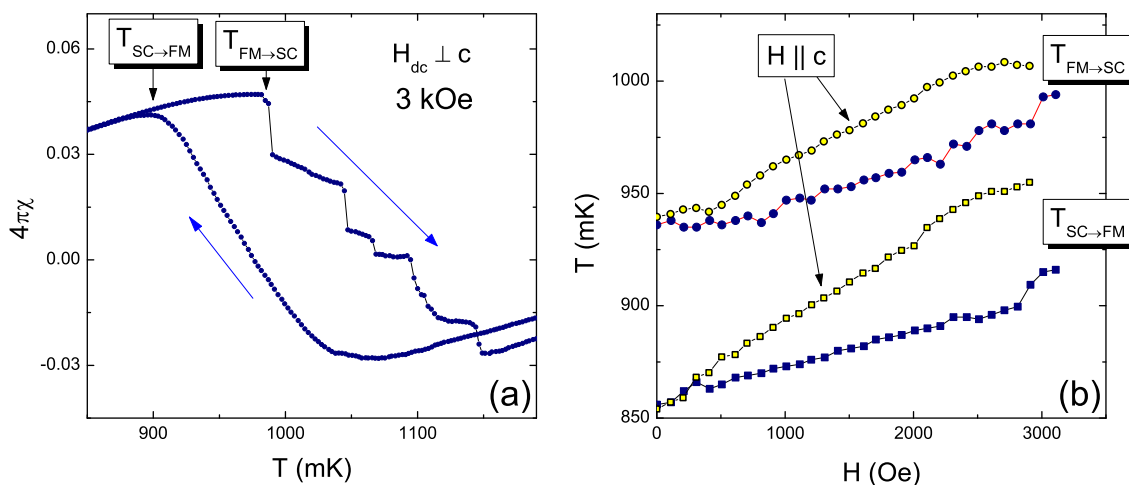 T_SC→FM
T_FM→SC
H_dc ⊥ c
3 kOe
0.06
0.03
0.00
-0.03
4πχ
900
1000
1100
T (mK)
(a)
H || c
T_FM→SC
T_SC→FM
1000
950
900
850
T (mK)
0
1000
2000
3000
H (Oe)
(b)